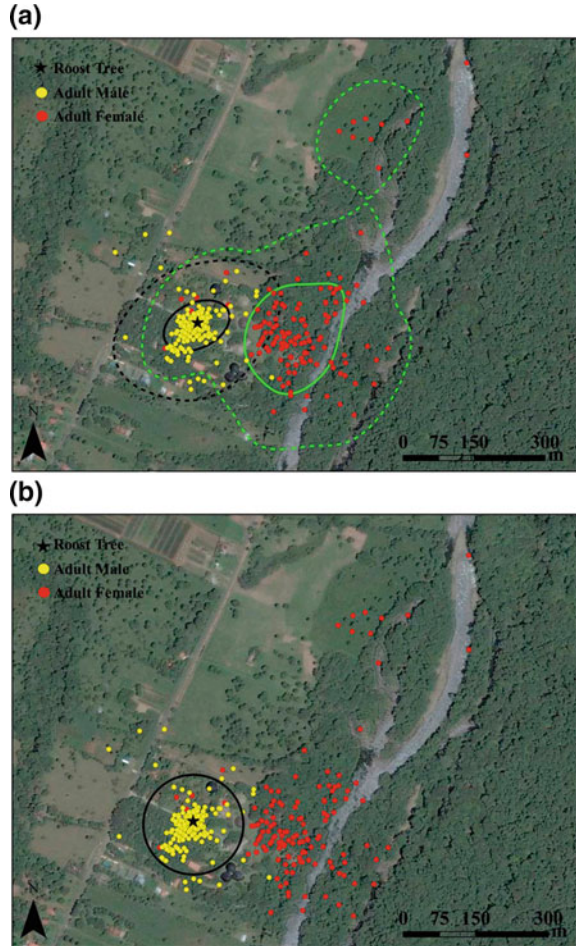 (a)
Roost Tree
Adult Male
Adult Female
N
0 75 150 300
m
(b)
Roost Tree
Adult Male
Adult Female
N
0 75 150 300
m